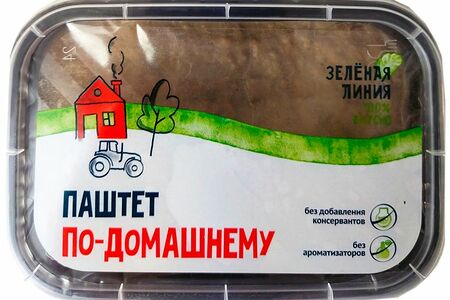 ЗЕЛЁНАЯ
ЛИНИЯ
ПАШТЕТ
ПО-ДОМАШНЕМУ
без добавления
консервантов
без
ароматизаторов